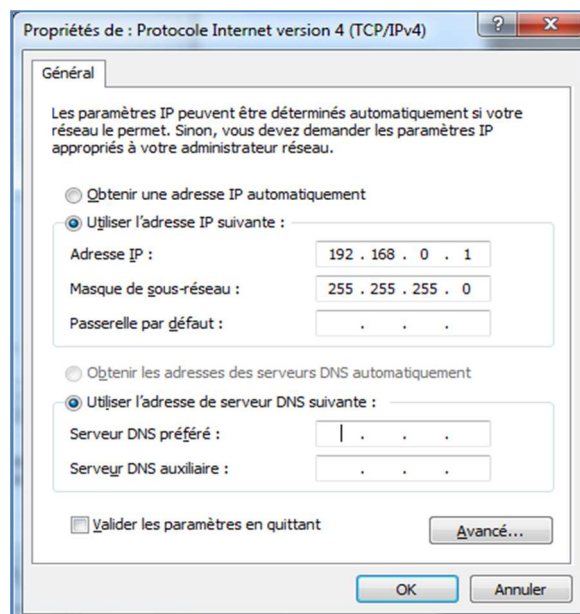 Propriétés de : Protocole Internet version 4 (TCP/IPv4)
?
Général
Les paramètres IP peuvent être déterminés automatiquement si votre
réseau le permet. Sinon, vous devez demander les paramètres IP
appropriés à votre administrateur réseau.
Obtenir une adresse IP automatiquement
Utiliser l'adresse IP suivante :
Adresse IP : 192 . 168 . 0 . 1
Masque de sous-réseau : 255 . 255 . 255 . 0
Passerelle par défaut : . . .
Obtenir les adresses des serveurs DNS automatiquement
Utiliser l'adresse de serveur DNS suivante :
Serveur DNS préféré : . . .
Serveur DNS auxiliaire : . . .
Valider les paramètres en quittant
Avancé...
OK Annuler